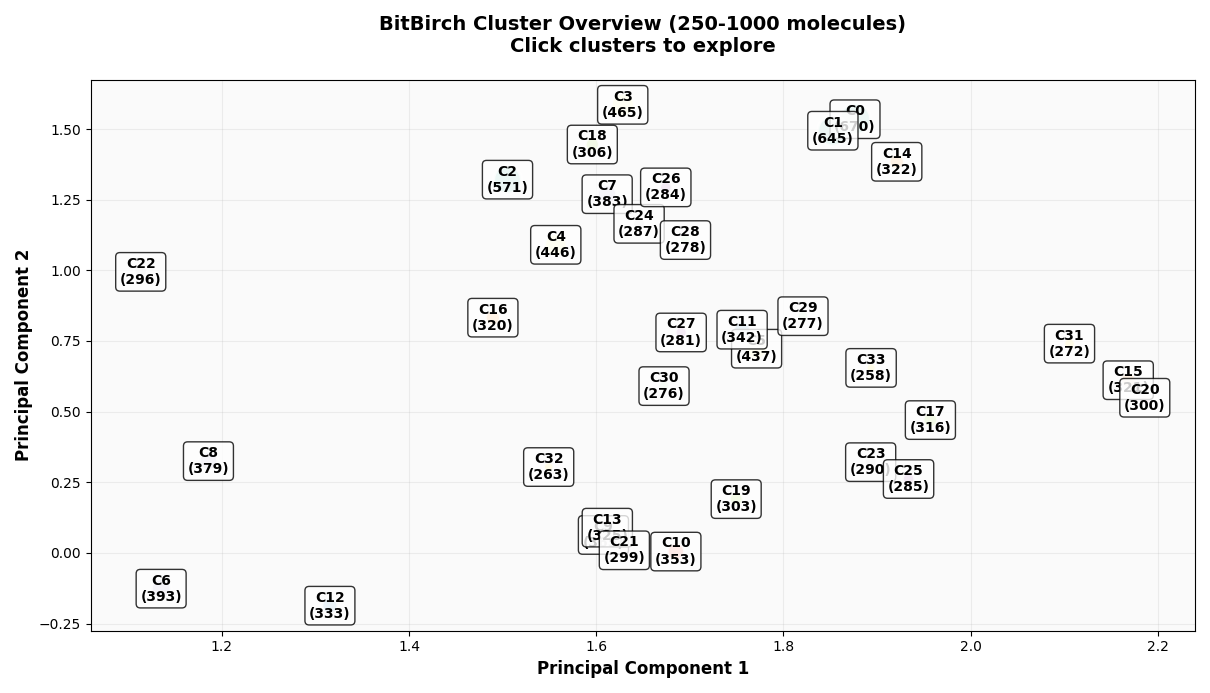 BitBirch Cluster Overview (250-1000 molecules)
Click clusters to explore
Principal Component 2
1.50
1.25
1.00
0.75
0.50
0.25
0.00
−0.25
C3
(465)
C0
C1
(645)
C18
(306)
C14
(322)
C2
(571)
C7
(383)
C26
(284)
C24
(287)
C28
(278)
C4
(446)
C22
(296)
C16
(320)
C29
(277)
C27
(281)
C11
(342)
(437)
C31
(272)
C33
(258)
C30
(276)
C15
C20
(300)
C17
(316)
C8
(379)
C32
(263)
C23
(290)
C25
(285)
C19
(303)
C13
C21
(299)
C10
(353)
C6
(393)
C12
(333)
1.2
1.4
1.6
1.8
2.0
2.2
Principal Component 1